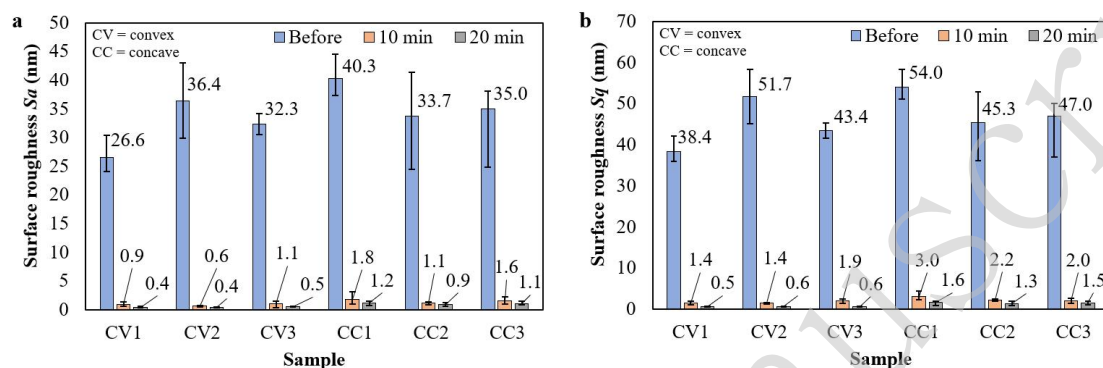 a
CV = convex
CC = concave
Before 10 min 20 min
Surface roughness Sa (nm)
50
45
40
35
30
25
20
15
10
5
0
26.6 0.9 0.4
36.4 0.6 0.4
32.3 1.1 0.5
40.3 1.8 1.2
33.7 1.1 0.9
35.0 1.6 1.1
CV1 CV2 CV3 CC1 CC2 CC3
Sample
b
CV = convex
CC = concave
Before 10 min 20 min
Surface roughness Sq (nm)
70
60
50
40
30
20
10
0
38.4 1.4 0.5
51.7 1.4 0.6
43.4 1.9 0.6
54.0 3.0 1.6
45.3 2.2 1.3
47.0 2.0 1.5
CV1 CV2 CV3 CC1 CC2 CC3
Sample